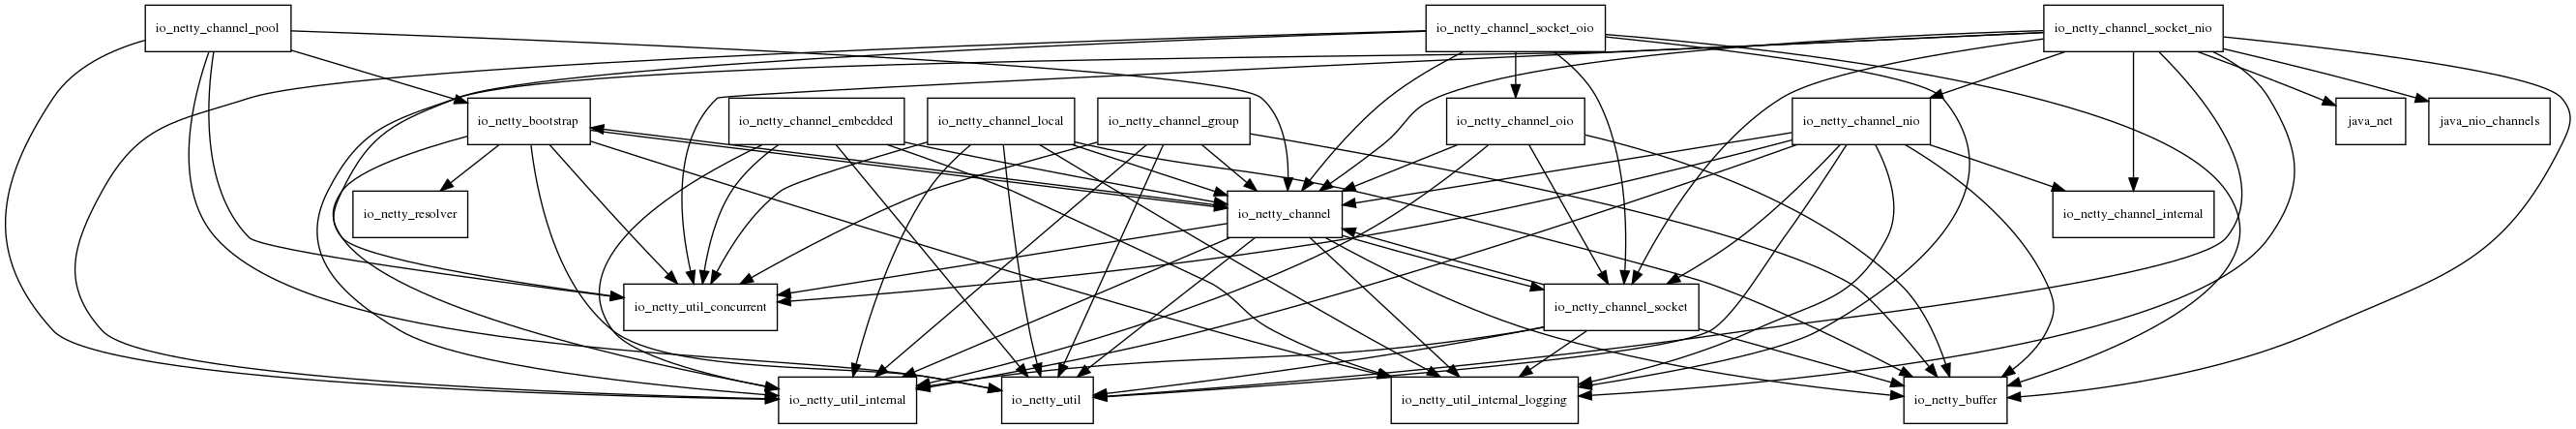 io_netty_channel_pool
io_netty_channel_socket_oio
io_netty_channel_socket_nio
io_netty_bootstrap
io_netty_channel_embedded
io_netty_channel_local
io_netty_channel_group
io_netty_channel_oio
io_netty_channel_nio
java_net
java_nio_channels
io_netty_resolver
io_netty_channel
io_netty_channel_internal
io_netty_util_concurrent
io_netty_channel_socket
io_netty_util_internal
io_netty_util
io_netty_util_internal_logging
io_netty_buffer